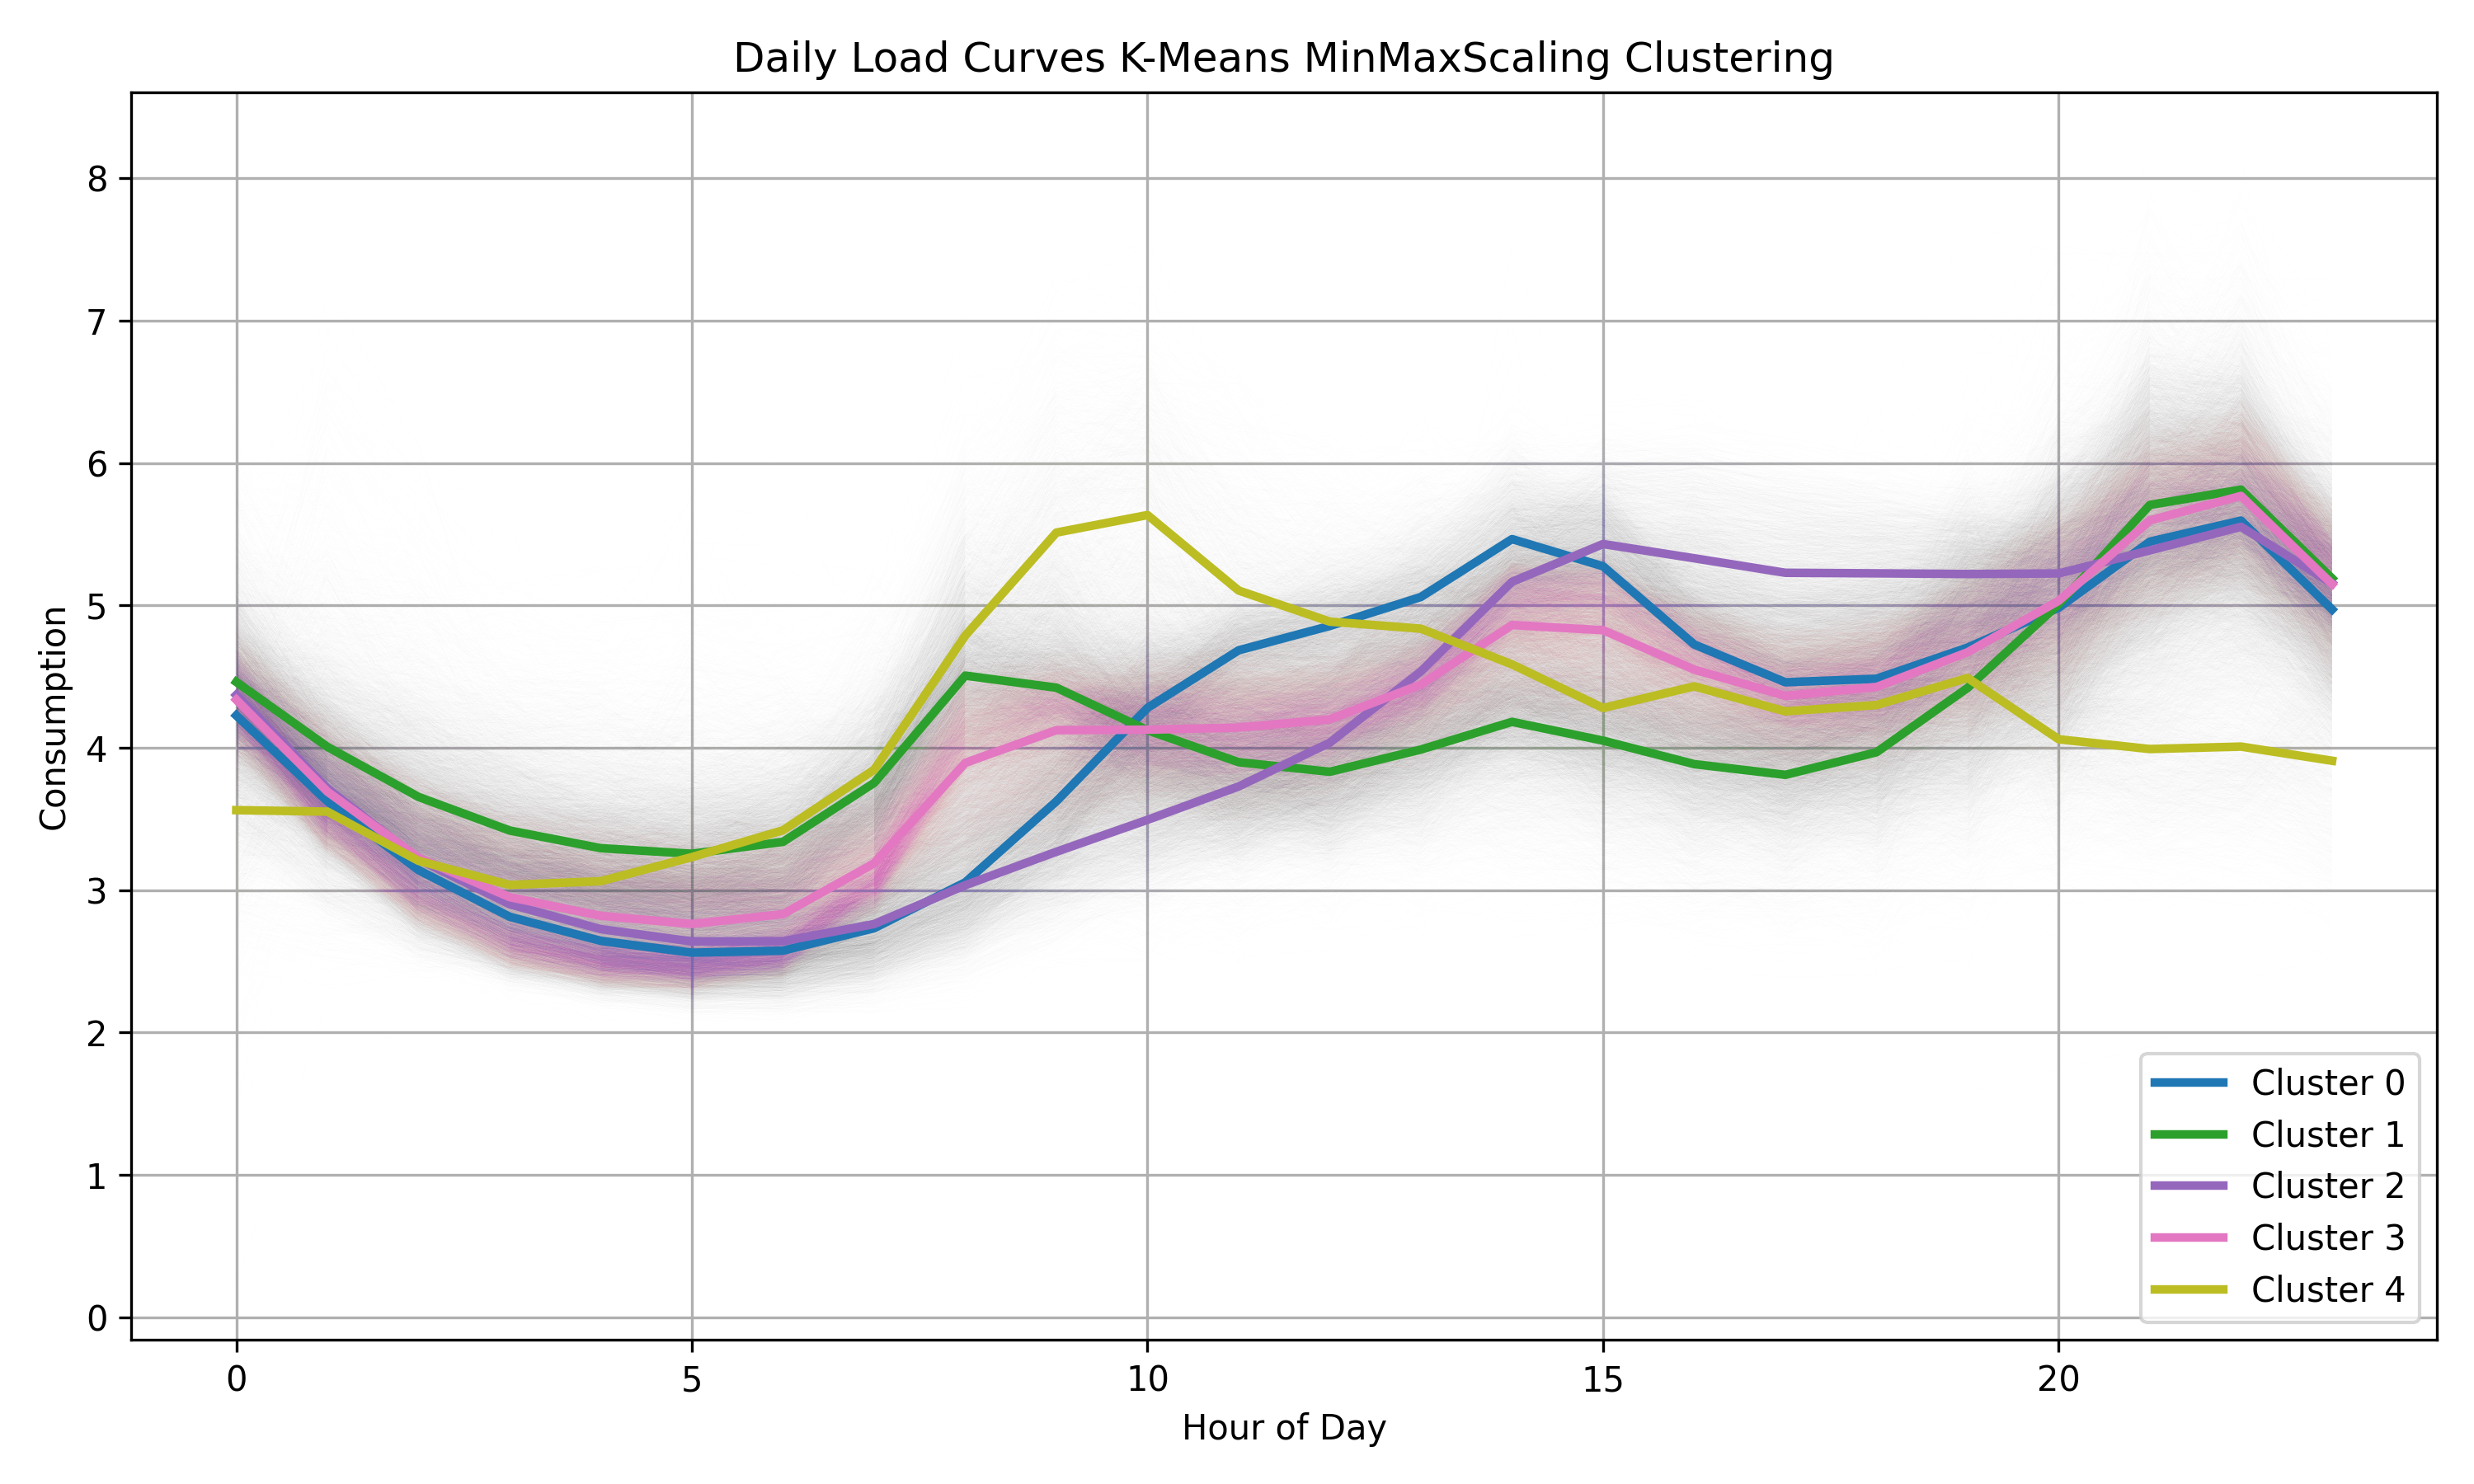 Daily Load Curves K-Means MinMaxScaling Clustering
8
7
6
5
4
3
2
1
0
Consumption
0 5 10 15 20
Hour of Day
Cluster 0
Cluster 1
Cluster 2
Cluster 3
Cluster 4